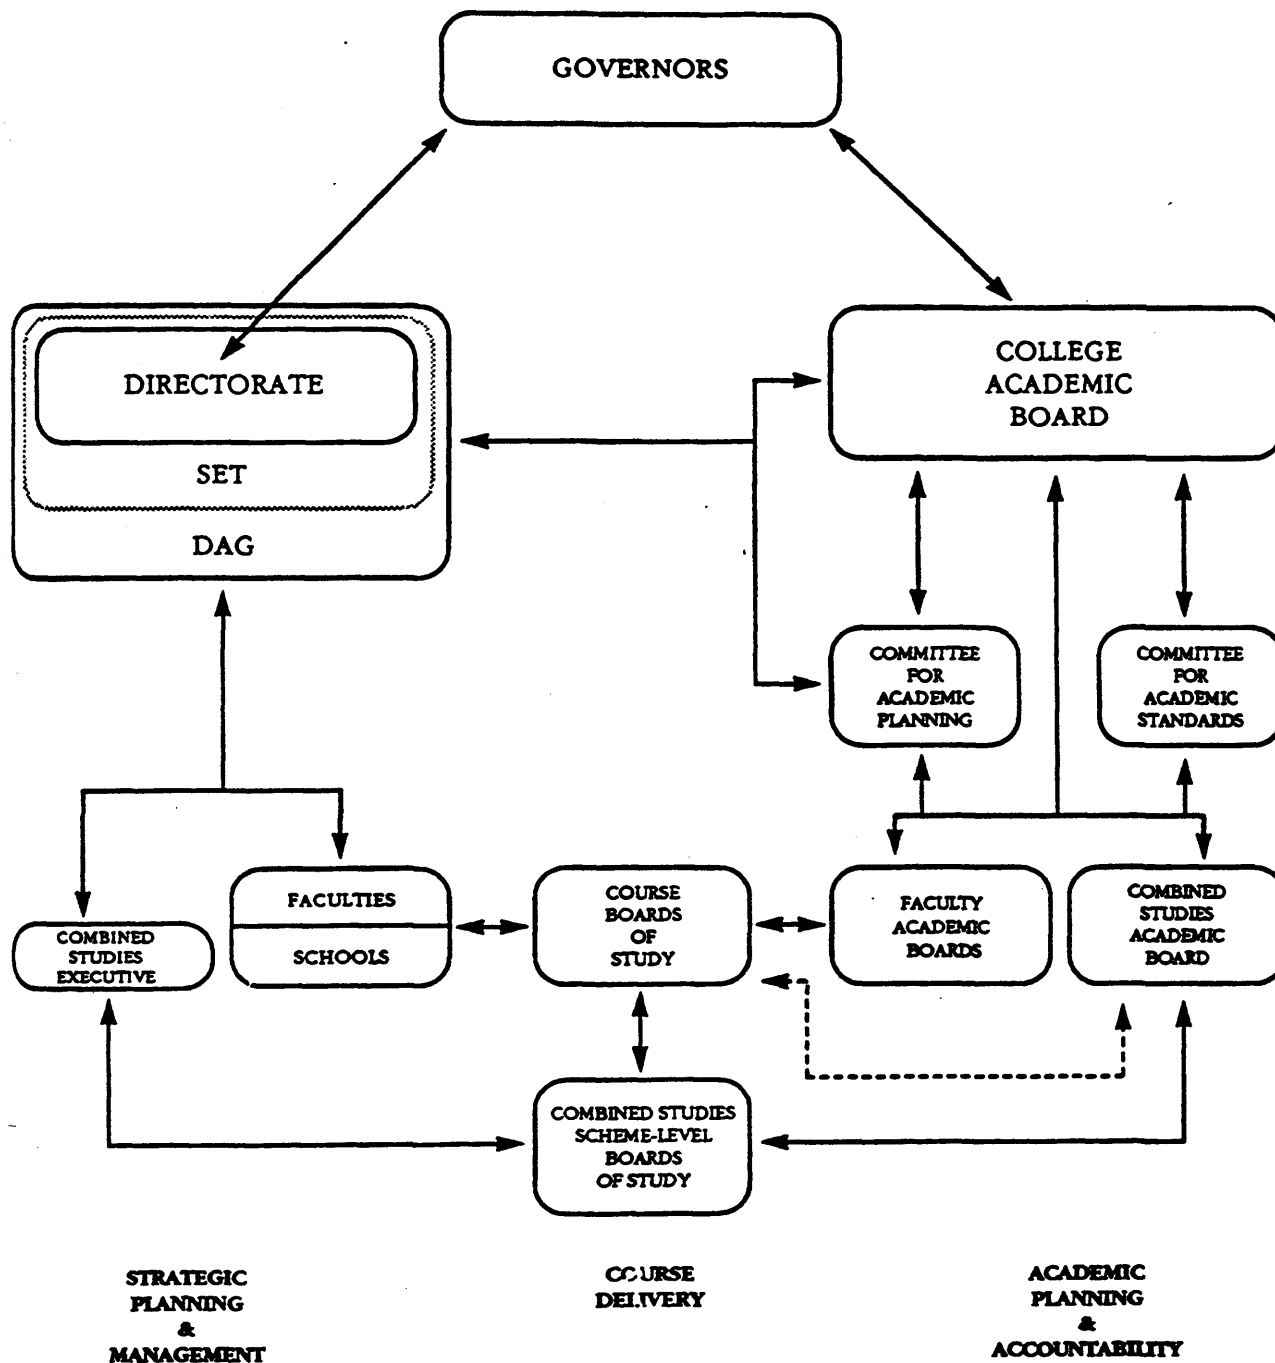 GOVERNORS
DIRECTORATE
SET
DAG
COLLEGE
ACADEMIC
BOARD
COMMITTEE
FOR
ACADEMIC
PLANNING
COMMITTEE
FOR
ACADEMIC
STANDARDS
COMBINED
STUDIES
EXECUTIVE
FACULTIES
SCHOOLS
COURSE
BOARDS
OF
STUDY
FACULTY
ACADEMIC
BOARDS
COMBINED
STUDIES
ACADEMIC
BOARD
COMBINED STUDIES
SCHEME-LEVEL
BOARDS
OF STUDY
STRATEGIC
PLANNING
&
MANAGEMENT
COURSE
DELIVERY
ACADEMIC
PLANNING
&
ACCOUNTABILITY